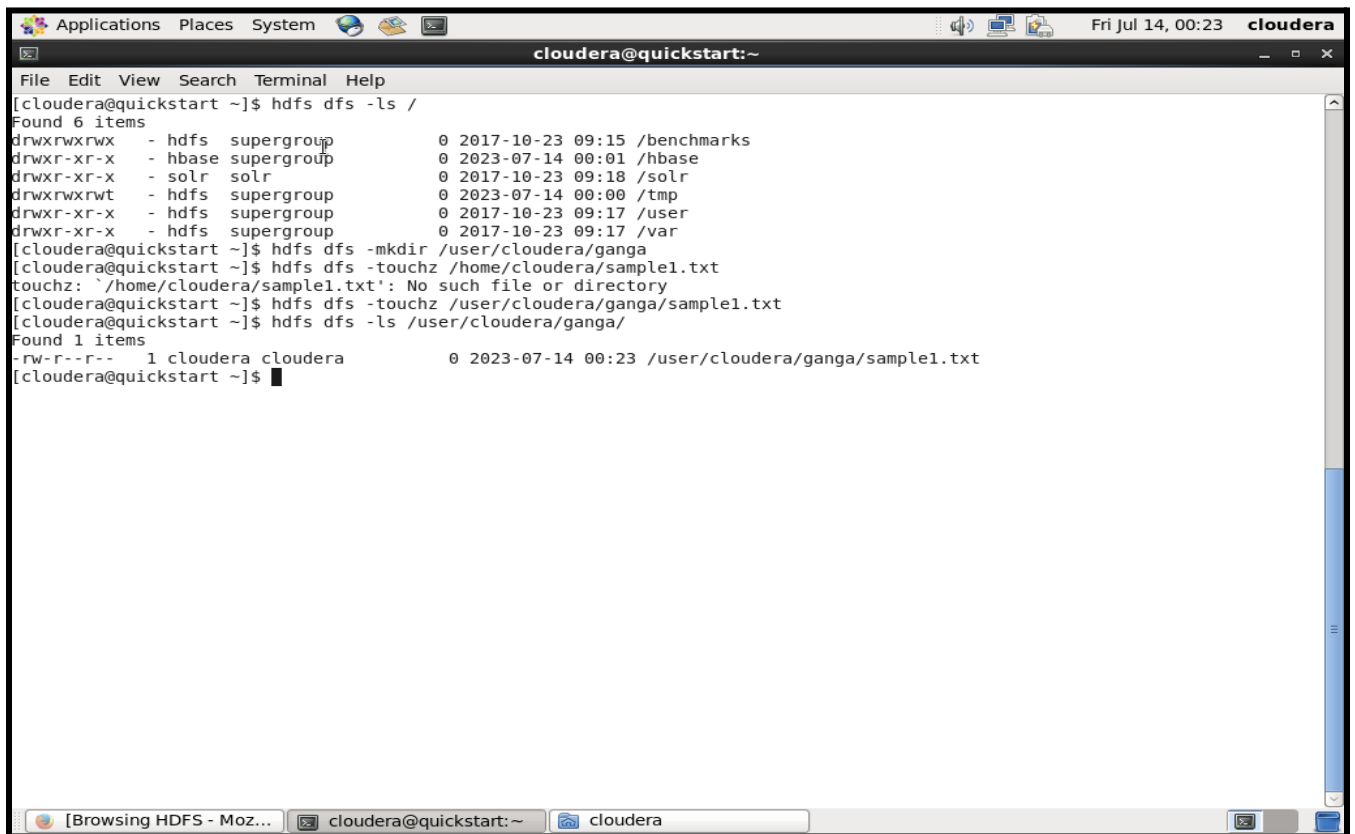 Applications Places System Fri Jul 14, 00:23 cloudera
cloudera@quickstart:~
File Edit View Search Terminal Help
[cloudera@quickstart ~]$ hdfs dfs -ls /
Found 6 items
drwxrwxrwx   - hdfs  supergroup          0 2017-10-23 09:15 /benchmarks
drwxr-xr-x   - hbase supergroup          0 2023-07-14 00:01 /hbase
drwxr-xr-x   - solr  solr                0 2017-10-23 09:18 /solr
drwxrwxrwt   - hdfs  supergroup          0 2023-07-14 00:00 /tmp
drwxr-xr-x   - hdfs  supergroup          0 2017-10-23 09:17 /user
drwxr-xr-x   - hdfs  supergroup          0 2017-10-23 09:17 /var
[cloudera@quickstart ~]$ hdfs dfs -mkdir /user/cloudera/ganga
[cloudera@quickstart ~]$ hdfs dfs -touchz /home/cloudera/sample1.txt
touchz: `/home/cloudera/sample1.txt': No such file or directory
[cloudera@quickstart ~]$ hdfs dfs -touchz /user/cloudera/ganga/sample1.txt
[cloudera@quickstart ~]$ hdfs dfs -ls /user/cloudera/ganga/
Found 1 items
-rw-r--r--   1 cloudera cloudera          0 2023-07-14 00:23 /user/cloudera/ganga/sample1.txt
[cloudera@quickstart ~]$
[Browsing HDFS - Moz... cloudera@quickstart:~ cloudera